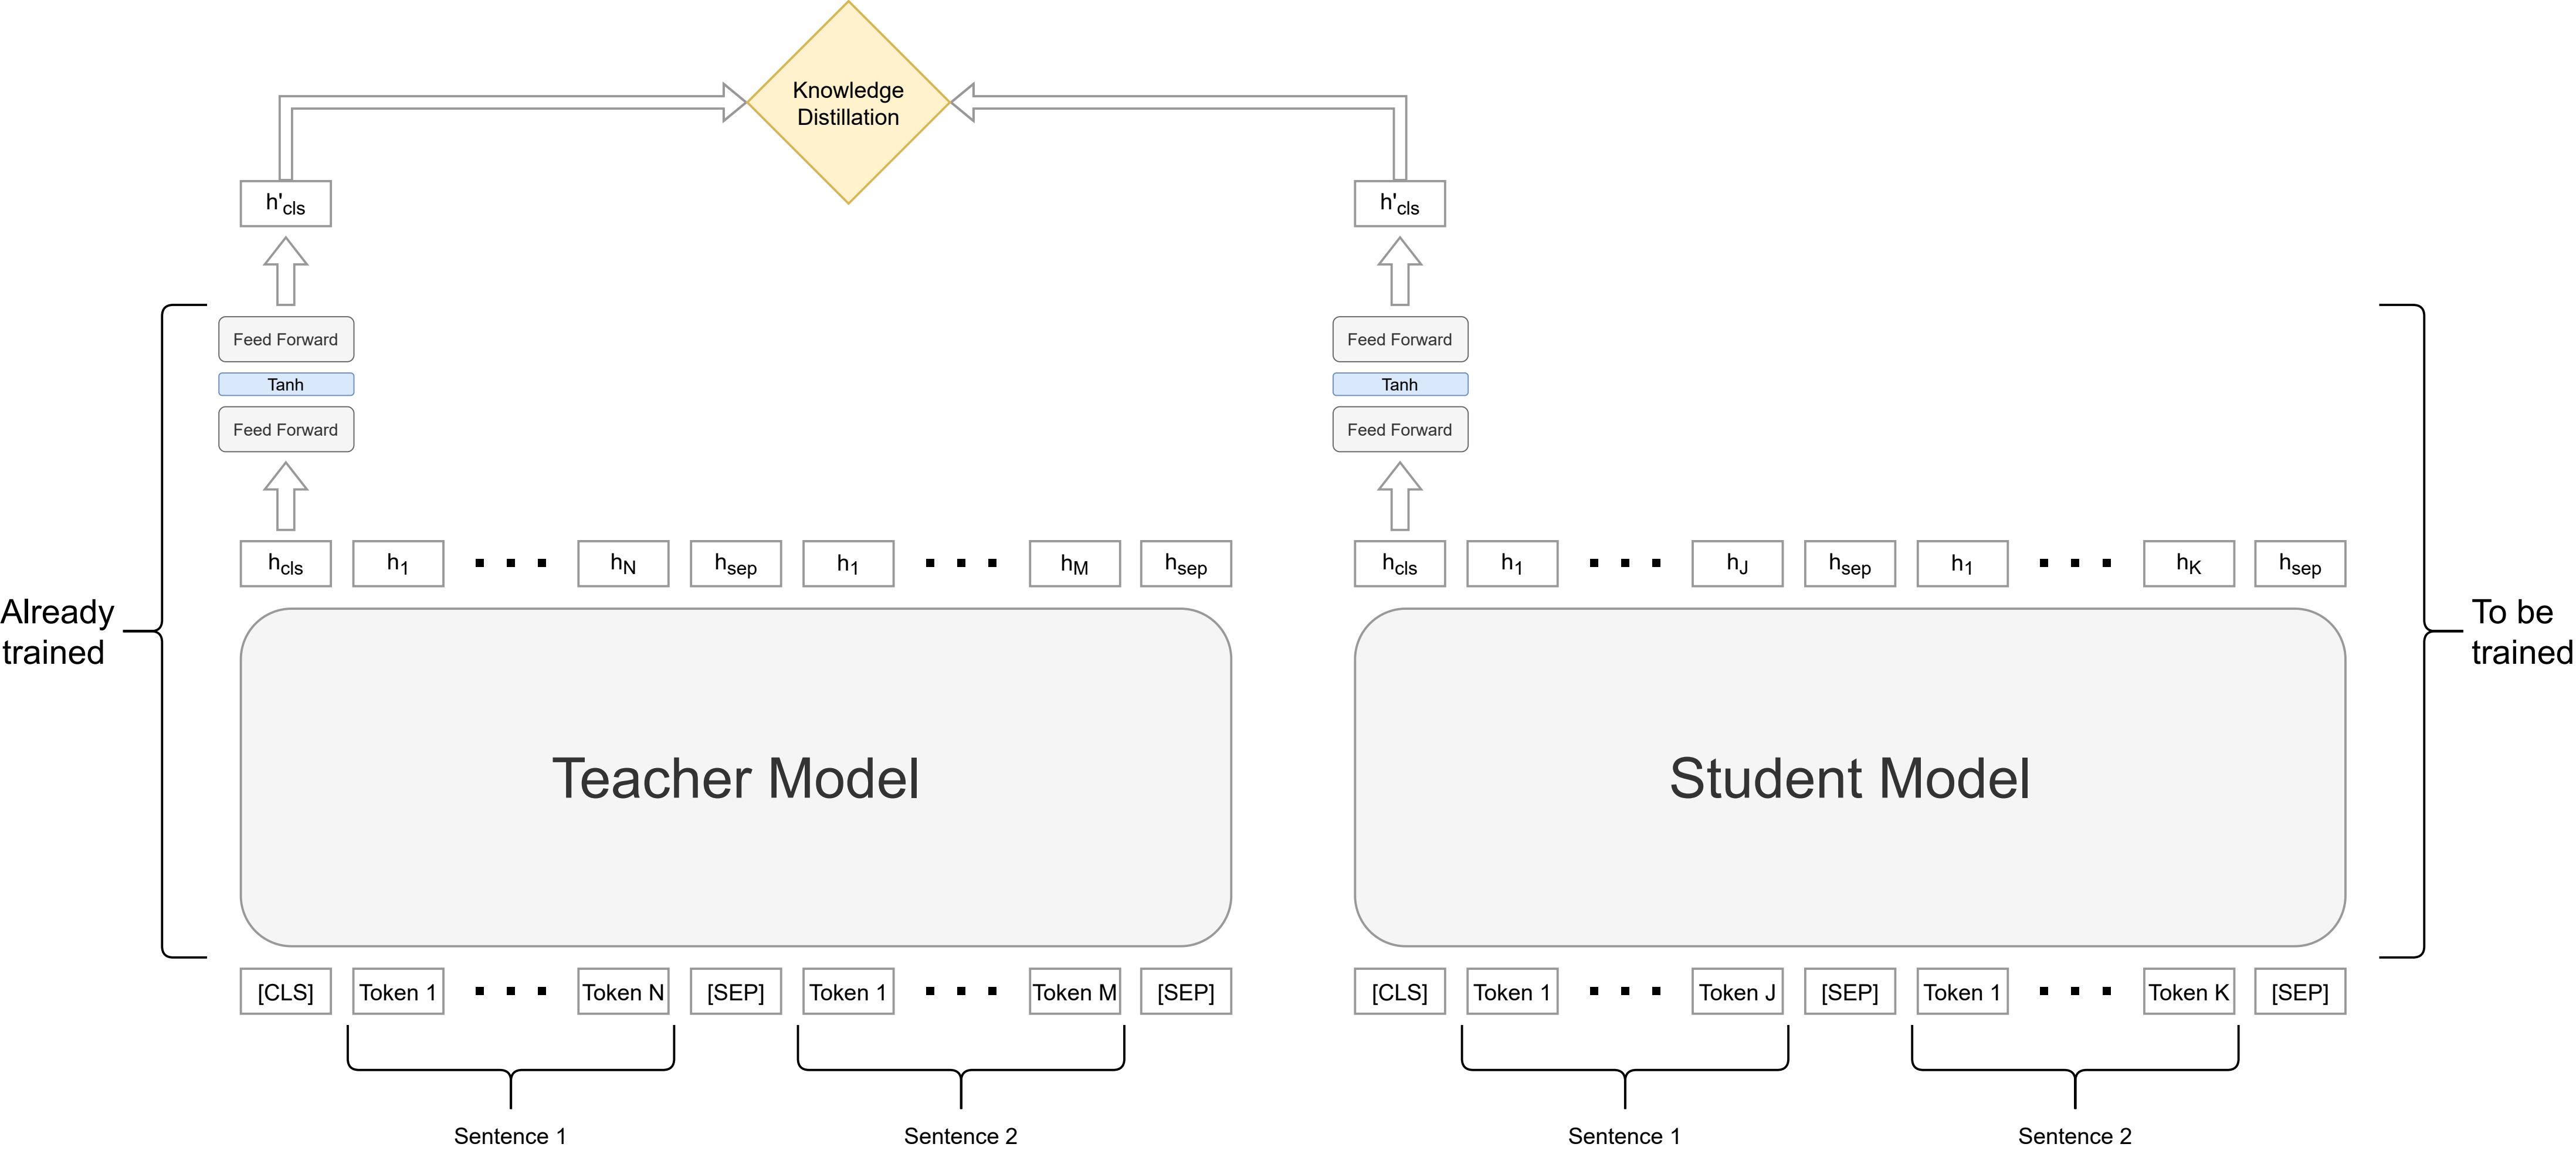 Knowledge
Distillation
h'cls
h'cls
Feed Forward
Feed Forward
Tanh
Tanh
Feed Forward
Feed Forward
hcls h1 ... hN hsep h1 ... hM hsep
hcls h1 ... hJ hsep h1 ... hK hsep
Already
trained
To be
trained
Teacher Model
Student Model
[CLS] Token 1 ... Token N [SEP] Token 1 ... Token M [SEP]
[CLS] Token 1 ... Token J [SEP] Token 1 ... Token K [SEP]
Sentence 1
Sentence 2
Sentence 1
Sentence 2